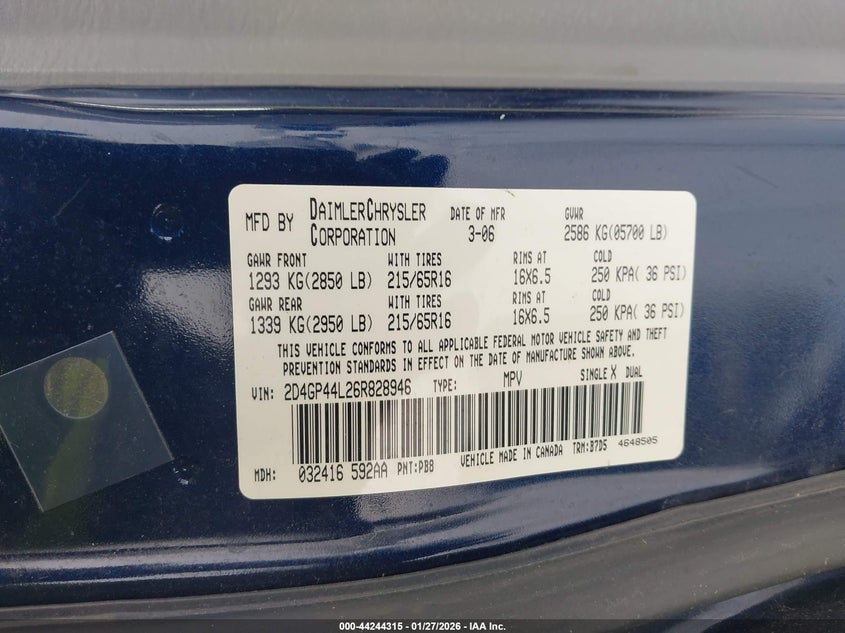 MFD BY DAIMLERCHRYSLER CORPORATION DATE OF MFR 3-06 GVWR 2586 KG(05700 LB)
GAWR FRONT WITH TIRES RIMS AT COLD
1293 KG(2850 LB) 215/65R16 16X6.5 250 KPA( 36 PSI)
GAWR REAR WITH TIRES RIMS AT COLD
1339 KG(2950 LB) 215/65R16 16X6.5 250 KPA( 36 PSI)
THIS VEHICLE CONFORMS TO ALL APPLICABLE FEDERAL MOTOR VEHICLE SAFETY AND THEFT
PREVENTION STANDARDS IN EFFECT ON THE DATE OF MANUFACTURE SHOWN ABOVE.
VIN: 2D4GP44L26R828946 TYPE: MPV SINGLE X DUAL
MDH: 032416 592AA PNT:PB8 VEHICLE MADE IN CANADA TRM:B7D5 4648505
000-44244315 | 01/27/2026 - IAA Inc.